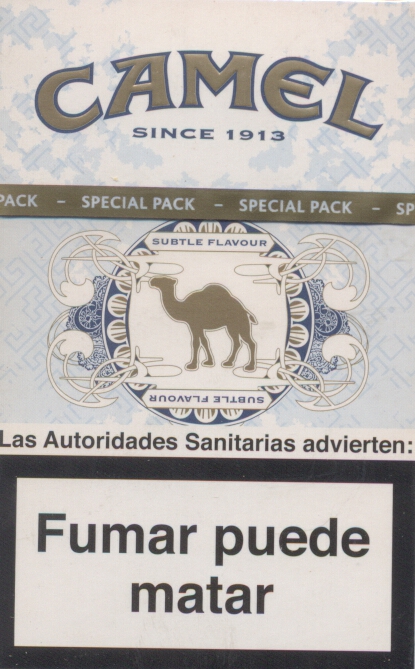 CAMEL
SINCE 1913
PACK – SPECIAL PACK – SPECIAL PACK – SP
SUBTLE FLAVOUR
SUBTLE FLAVOUR
Las Autoridades Sanitarias advierten:
Fumar puede
matar